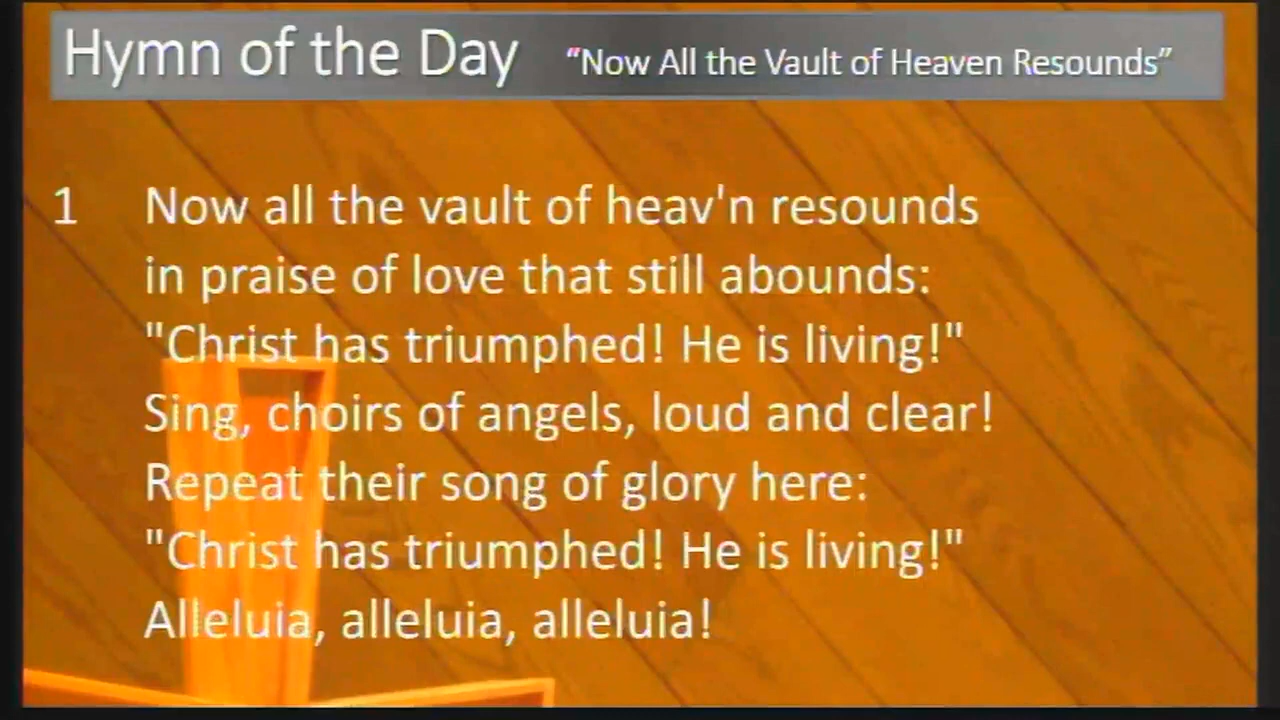 Hymn of the Day “Now All the Vault of Heaven Resounds”
1 Now all the vault of heav'n resounds
in praise of love that still abounds:
"Christ has triumphed! He is living!"
Sing, choirs of angels, loud and clear!
Repeat their song of glory here:
"Christ has triumphed! He is living!"
Alleluia, alleluia, alleluia!